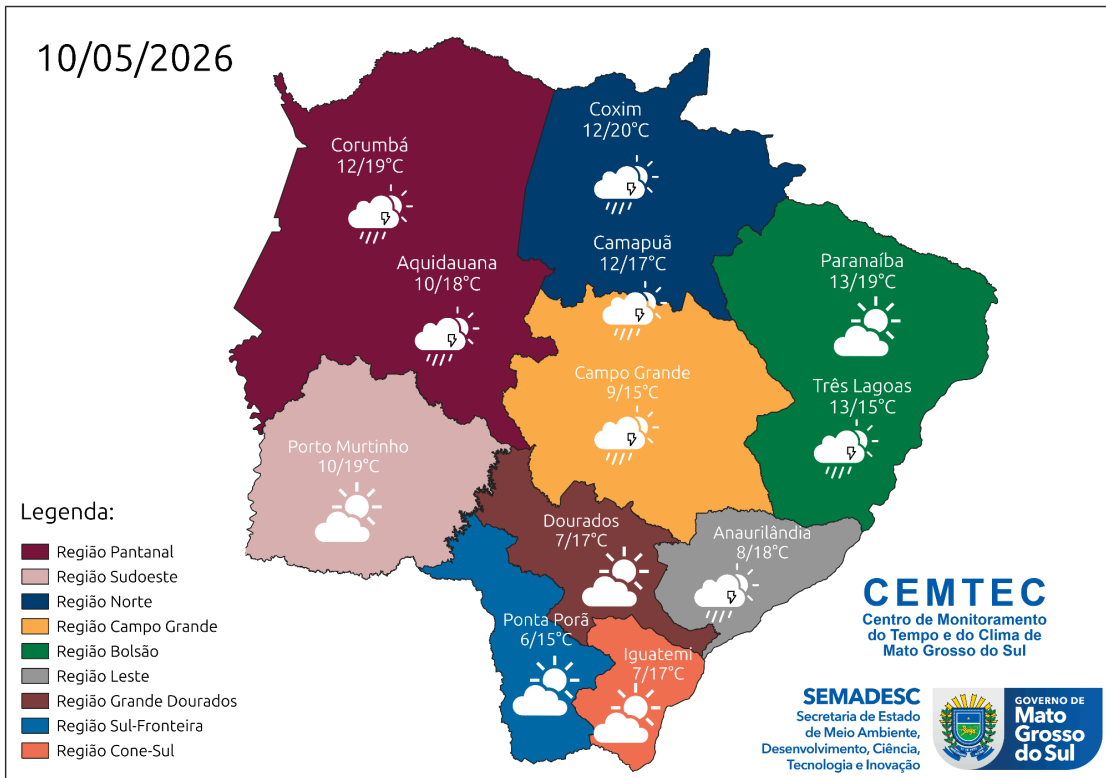 10/05/2026
Coxim
12/20°C
Corumbá
12/19°C
Camapuã
12/17°C
Aquidauana
10/18°C
Paranaíba
13/19°C
Campo Grande
9/15°C
Três Lagoas
13/15°C
Porto Murtinho
10/19°C
Dourados
7/17°C
Anaurilândia
8/18°C
Ponta Porã
6/15°C
Iguatemi
7/17°C
Legenda:
Região Pantanal
Região Sudoeste
Região Norte
Região Campo Grande
Região Bolsão
Região Leste
Região Grande Dourados
Região Sul-Fronteira
Região Cone-Sul
CEMTEC
Centro de Monitoramento
do Tempo e do Clima de
Mato Grosso do Sul
SEMADESC
Secretaria de Estado
de Meio Ambiente,
Desenvolvimento, Ciência,
Tecnologia e Inovação
GOVERNO DE
Mato
Grosso
do Sul